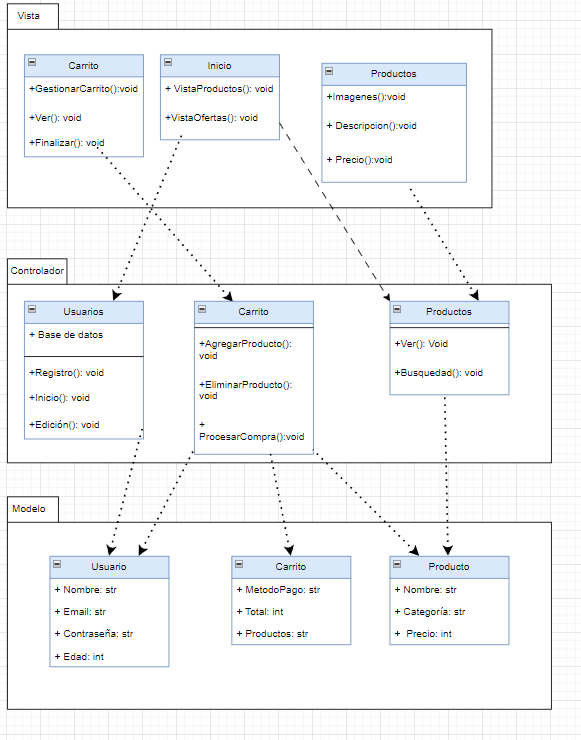 Vista
Carrito
+GestionarCarrito():void
+Ver(): void
+Finalizar(): void
Inicio
+ VistaProductos(): void
+VistaOfertas(): void
Productos
+Imagenes():void
+ Descripcion():void
+ Precio():void
Controlador
Usuarios
+ Base de datos
+Registro(): void
+Inicio(): void
+Edición(): void
Carrito
+AgregarProducto():
void
+EliminarProducto():
void
+
ProcesarCompra():void
Productos
+Ver(): Void
+Busquedad(): void
Modelo
Usuario
+ Nombre: str
+ Email: str
+ Contraseña: str
+ Edad: int
Carrito
+ MetodoPago: str
+ Total: int
+ Productos: str
Producto
+ Nombre: str
+ Categoría: str
+ Precio: int